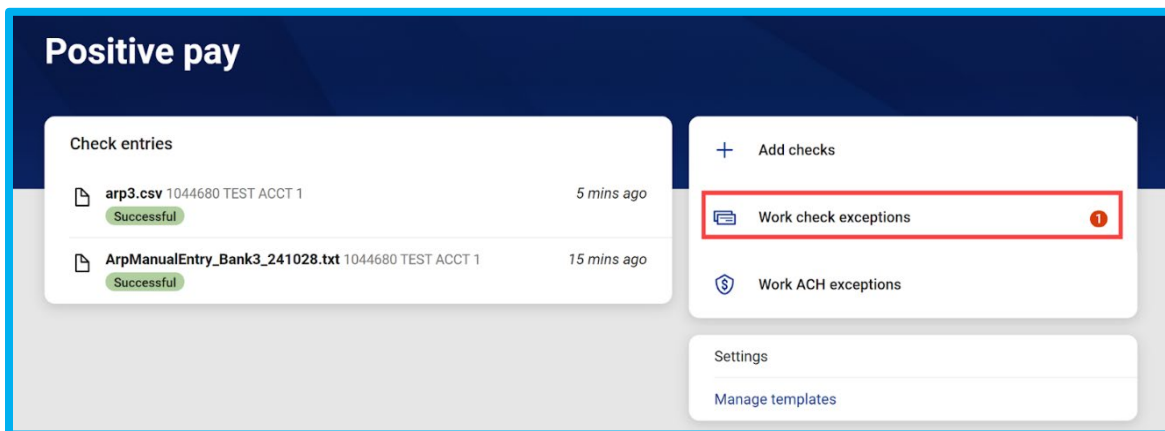 Positive pay
Check entries
arp3.csv 1044680 TEST ACCT 1 5 mins ago
Successful
ArpManualEntry_Bank3_241028.txt 1044680 TEST ACCT 1 15 mins ago
Successful
Add checks
Work check exceptions 1
Work ACH exceptions
Settings
Manage templates